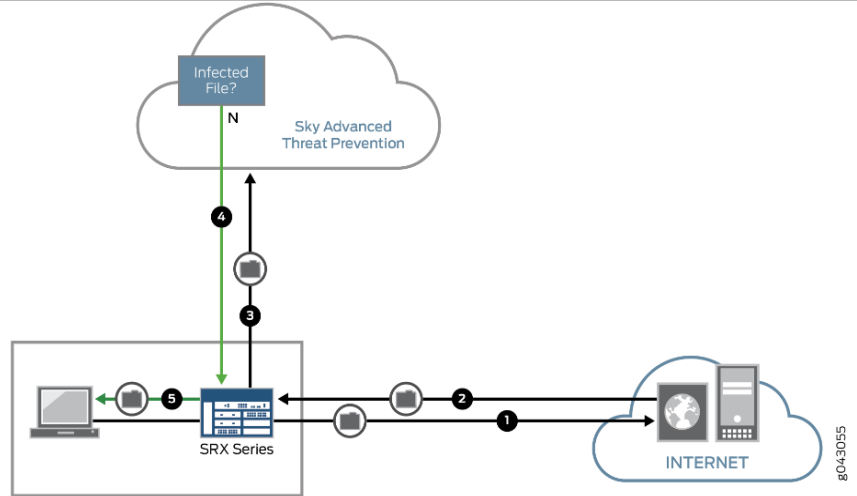 Infected
File?
N
Sky Advanced
Threat Prevention
4
3
5
2
1
SRX Series
INTERNET
g043055